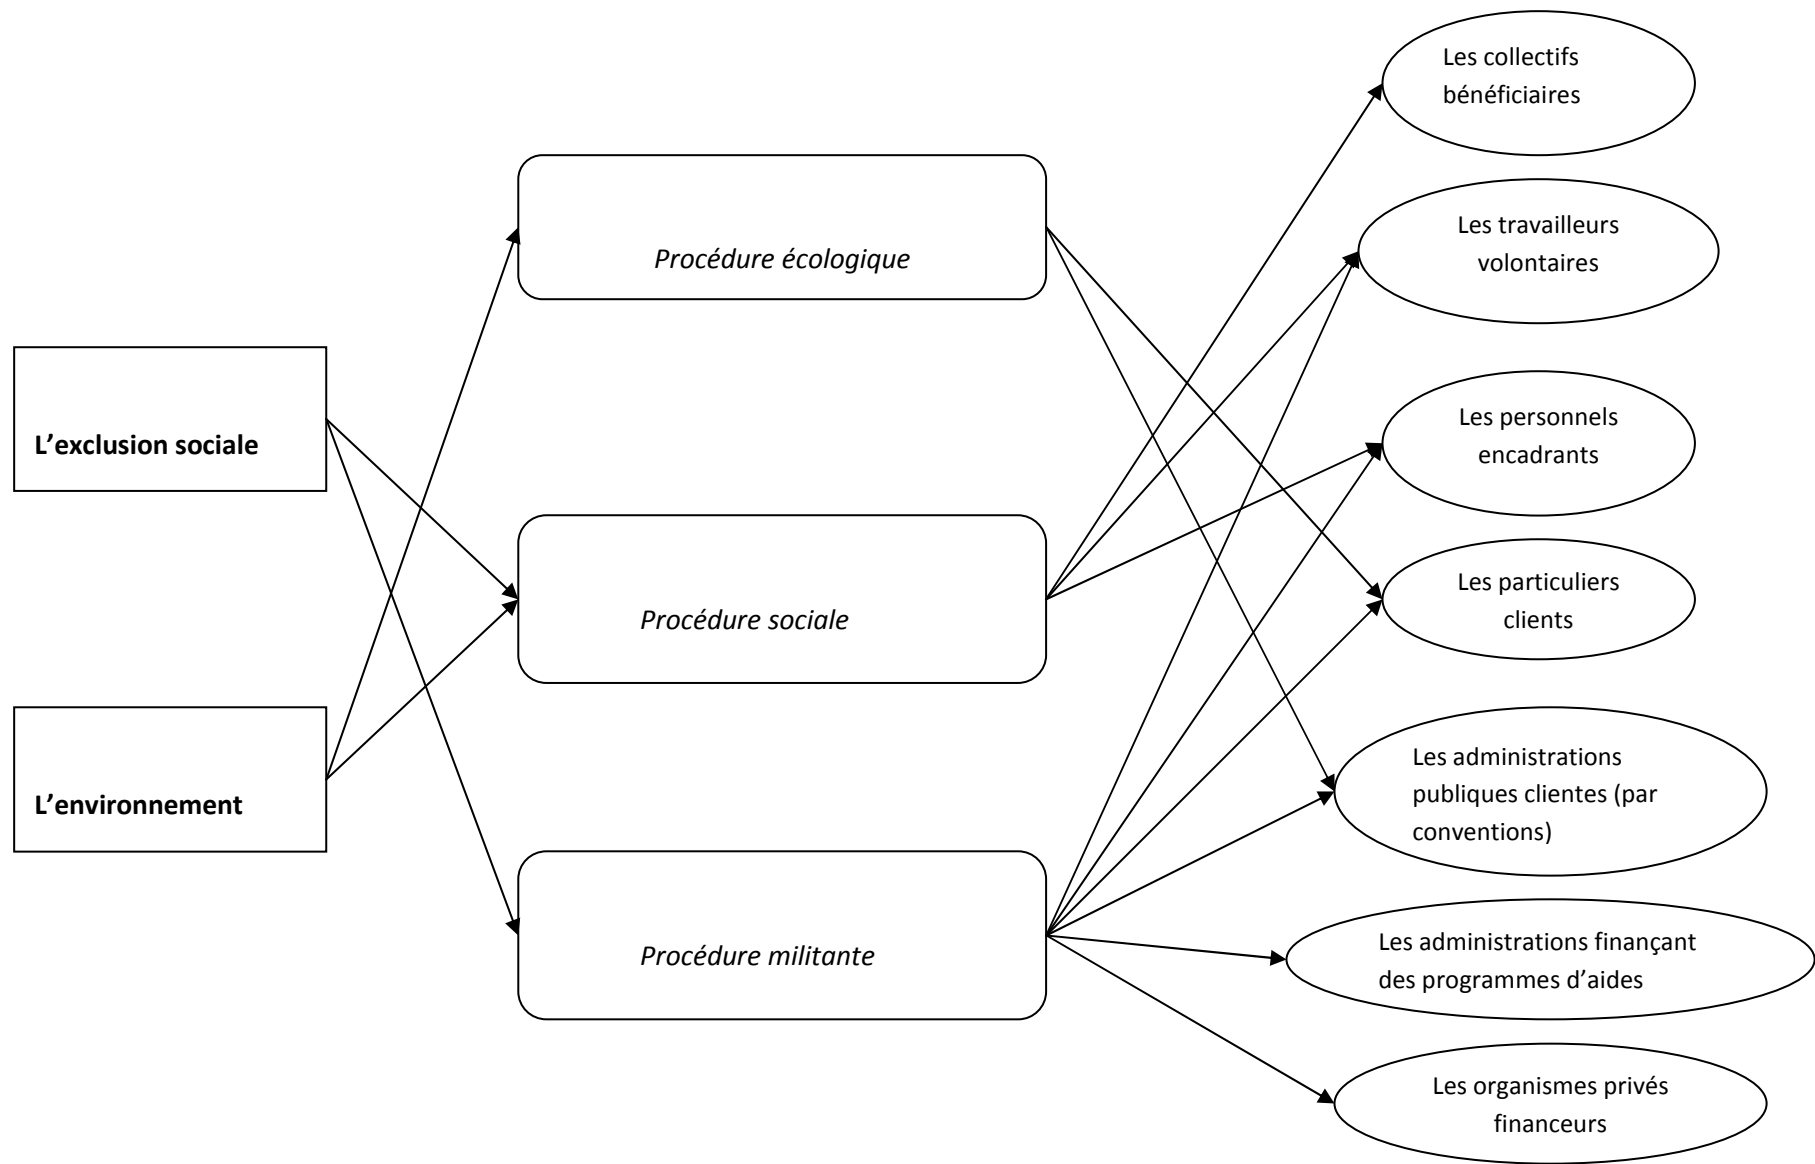 L’exclusion sociale
L’environnement
Procédure écologique
Procédure sociale
Procédure militante
Les collectifs
bénéficiaires
Les travailleurs
volontaires
Les personnels
encadrants
Les particuliers
clients
Les administrations
publiques clientes (par
conventions)
Les administrations finançant
des programmes d’aides
Les organismes privés
financeurs